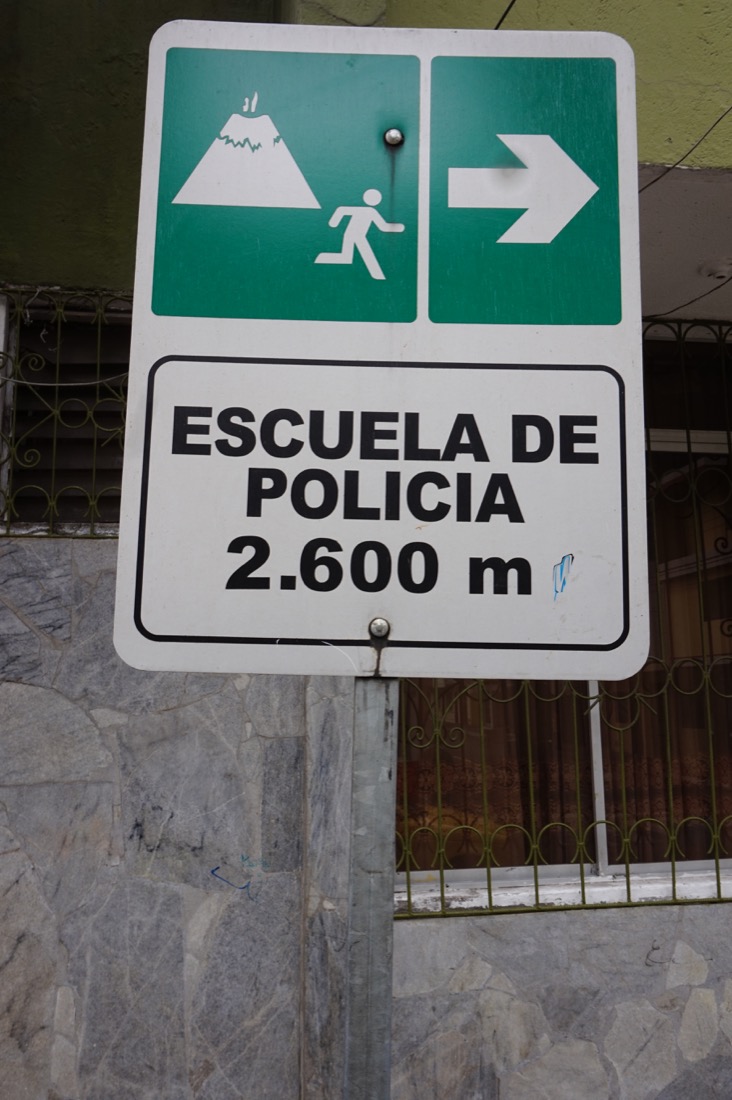 ESCUELA DE
POLICIA
2.600 m